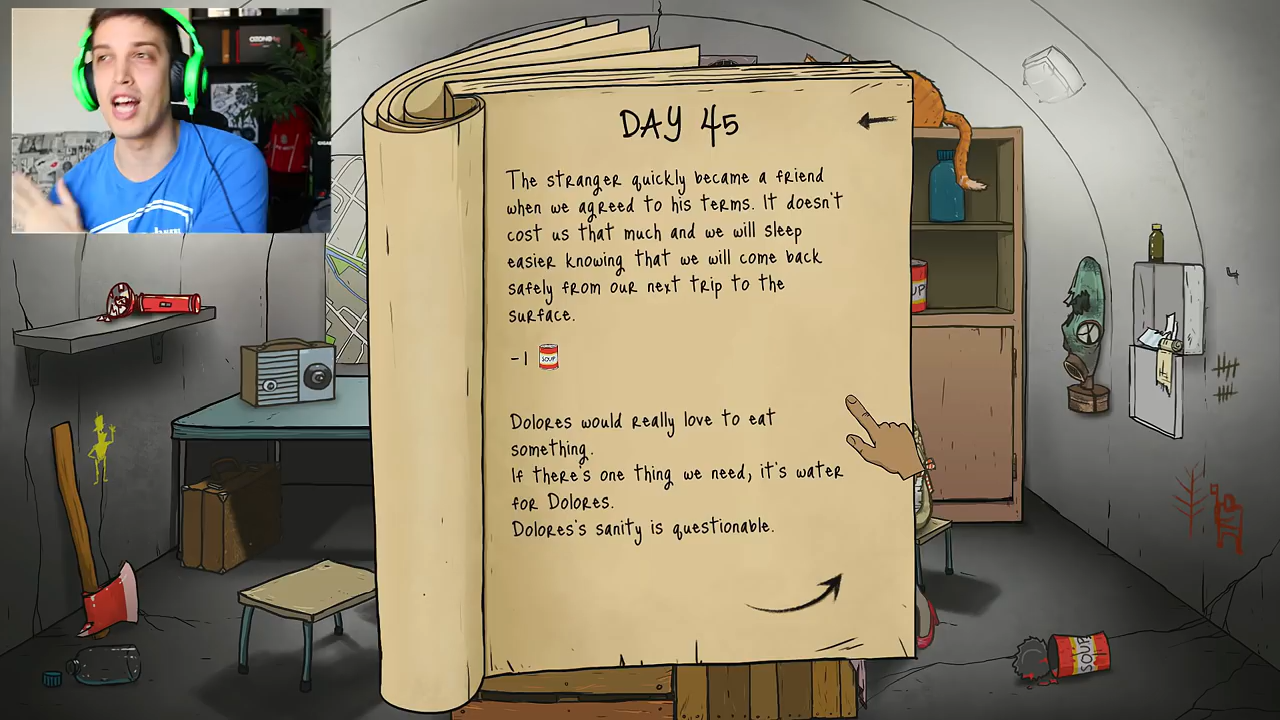 OZONE
DAY 45
The stranger quickly became a friend
when we agreed to his terms. It doesn't
cost us that much and we will sleep
easier knowing that we will come back
safely from our next trip to the
surface.
-1 SOUP
Dolores would really love to eat
something.
If there's one thing we need, it's water
for Dolores.
Dolores's sanity is questionable.
UP
SOUP